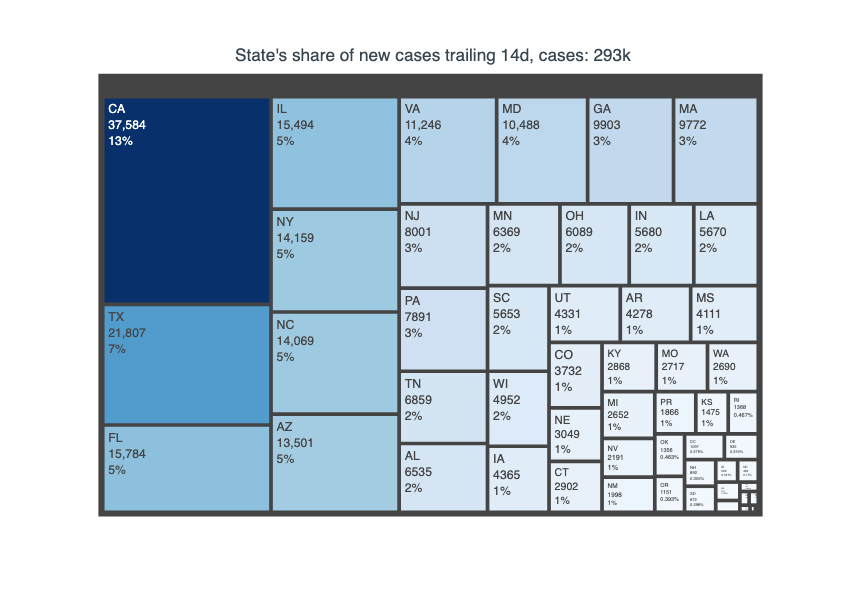 State's share of new cases trailing 14d, cases: 293k
CA
37,584
13%
TX
21,807
7%
FL
15,784
5%
IL
15,494
5%
NY
14,159
5%
NC
14,069
5%
AZ
13,501
5%
VA
11,246
4%
MD
10,488
4%
GA
9903
3%
MA
9772
3%
NJ
8001
3%
PA
7891
3%
TN
6859
2%
AL
6535
2%
MN
6369
2%
OH
6089
2%
IN
5680
2%
LA
5670
2%
SC
5653
2%
WI
4952
2%
IA
4365
1%
UT
4331
1%
AR
4278
1%
MS
4111
1%
CO
3732
1%
NE
3049
1%
CT
2902
1%
KY
2868
1%
MO
2717
1%
WA
2690
1%
MI
2652
1%
NV
2191
1%
NM
1998
1%
PR
1866
1%
KS
1475
1%
RI
1368
0.467%
OK
1356
0.463%
OR
1151
0.393%
DC
DE
NH
SD